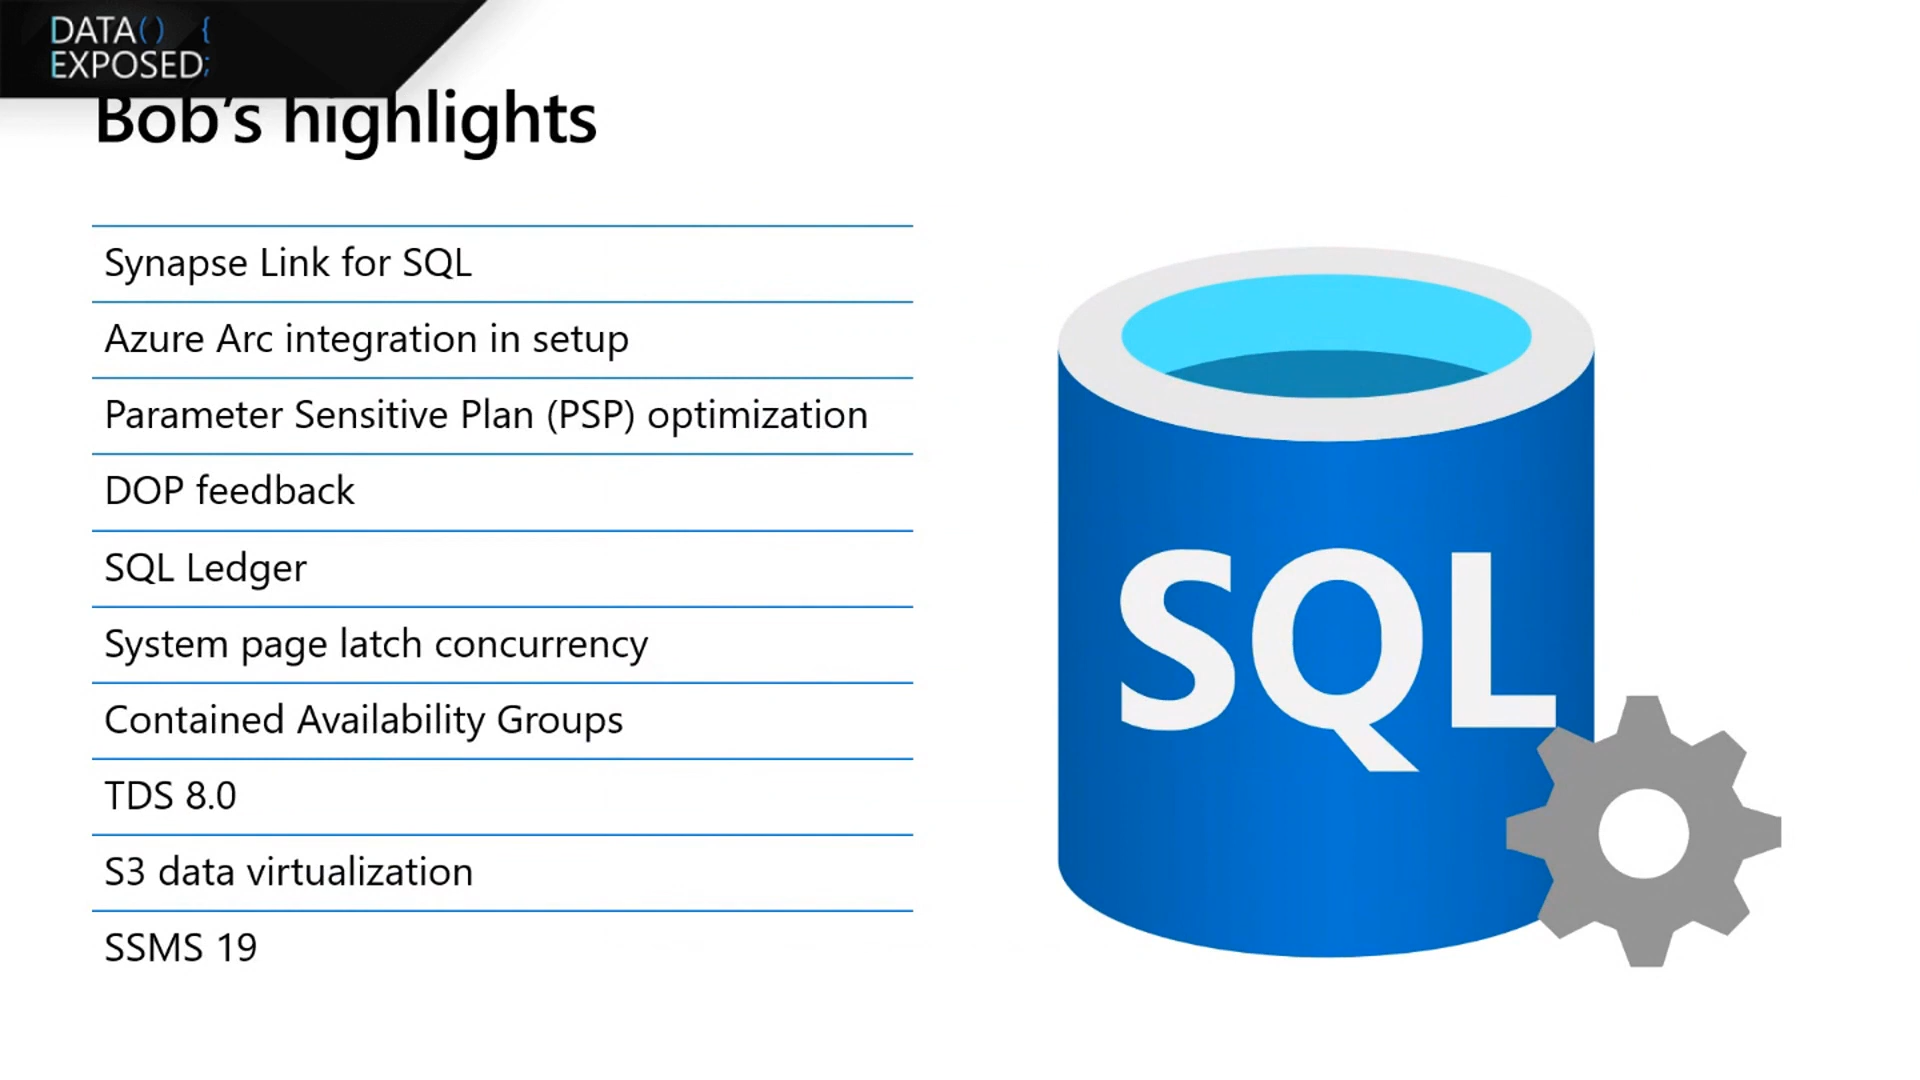 DATA() {
EXPOSED;
Bob's highlights
Synapse Link for SQL
Azure Arc integration in setup
Parameter Sensitive Plan (PSP) optimization
DOP feedback
SQL Ledger
System page latch concurrency
Contained Availability Groups
TDS 8.0
S3 data virtualization
SSMS 19
SQL